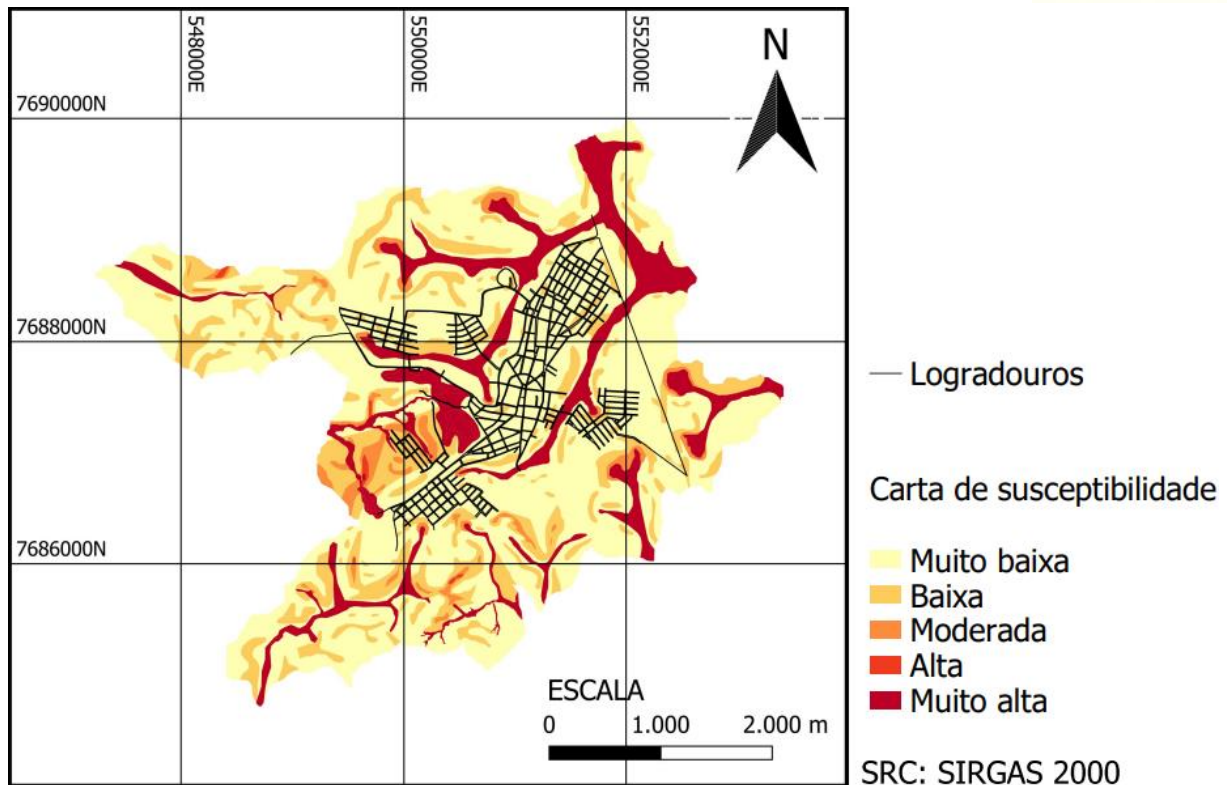 548000E
550000E
552000E
N
7690000N
7688000N
7686000N
ESCALA
0 1.000 2.000 m
Logradouros
Carta de susceptibilidade
Muito baixa
Baixa
Moderada
Alta
Muito alta
SRC: SIRGAS 2000